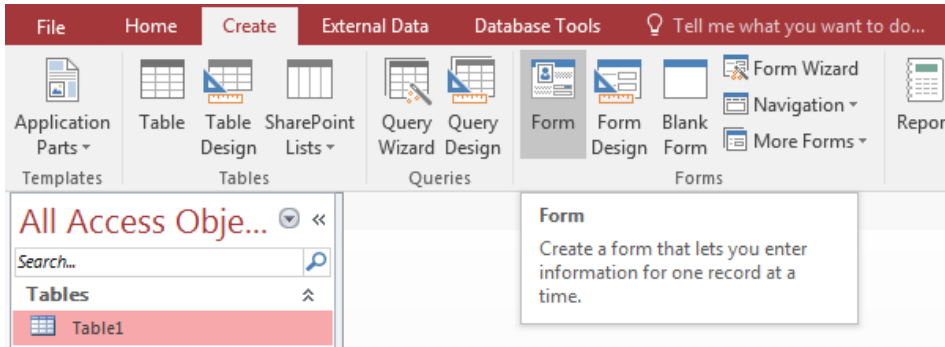 File Home Create External Data Database Tools Tell me what you want to do...
Application Parts
Table
Table Design
SharePoint Lists
Query Wizard
Query Design
Form
Form Design
Blank Form
Form Wizard
Navigation
More Forms
Repor
Templates Tables Queries Forms
All Access Obje...
Search...
Tables
Table1
Form
Create a form that lets you enter
information for one record at a
time.